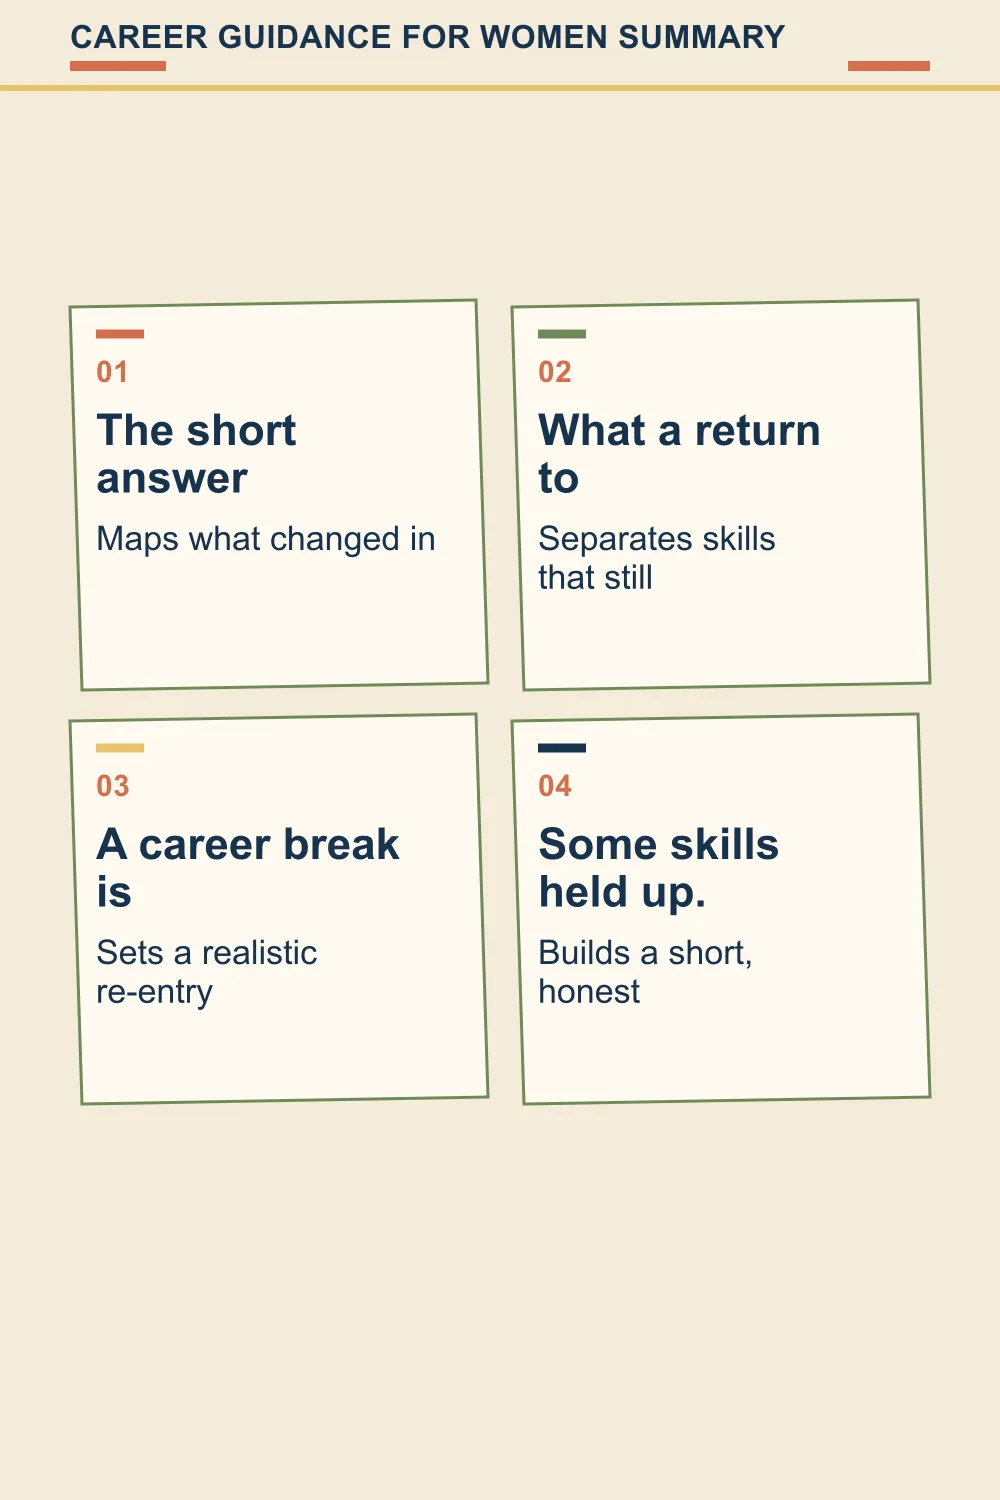 CAREER GUIDANCE FOR WOMEN SUMMARY
01
The short
answer
Maps what changed in
02
What a return
to
Separates skills
that still
03
A career break
is
Sets a realistic
re-entry
04
Some skills
held up.
Builds a short,
honest